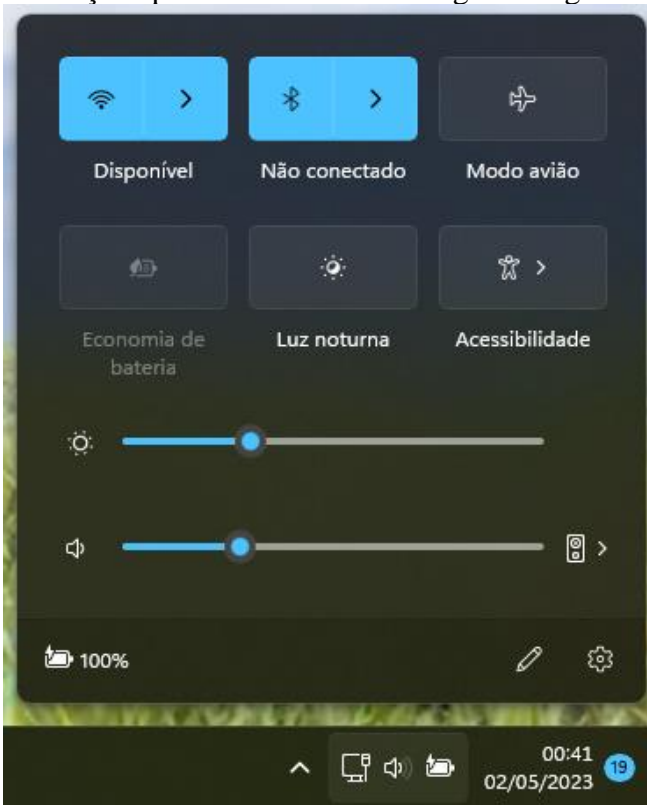 Disponível
Não conectado
Modo avião
Economia de
bateria
Luz noturna
Acessibilidade
100%
00:41
02/05/2023
19